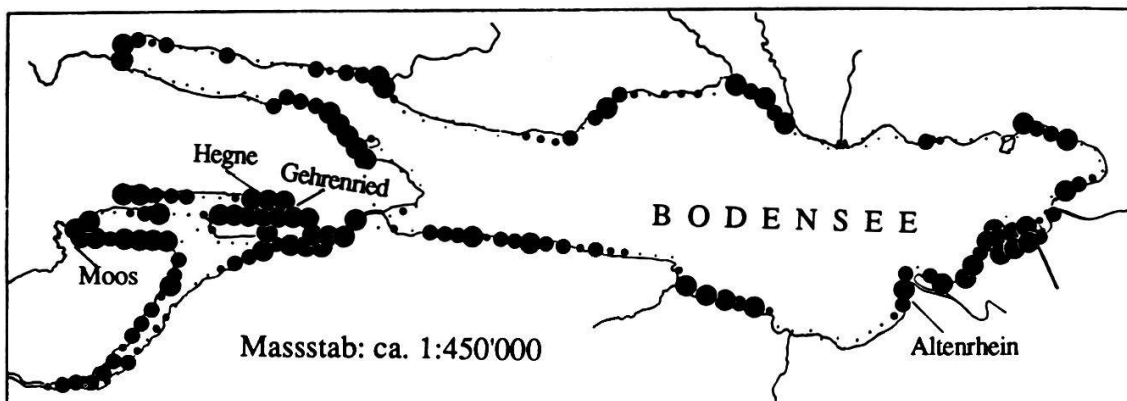 Hegne
Gehrenried
BODENSEE
Moos
Massstab: ca. 1:450'000
Altenrhein